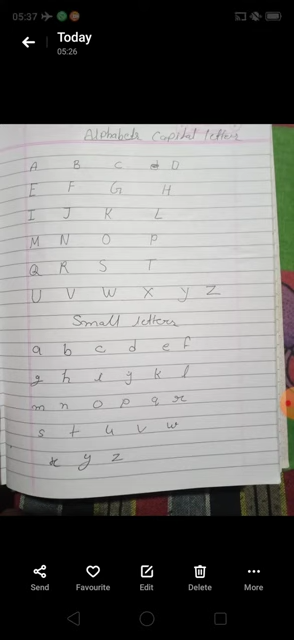 05:37
Today
05:26
Alphabets Capital letters
A B C D
E F G H
I J K L
M N O P
Q R S T
U V W X Y Z
Small letters
a b c d e f
g h i j k l
m n o p q r
s t u v w
x y z
Send Favourite Edit Delete More